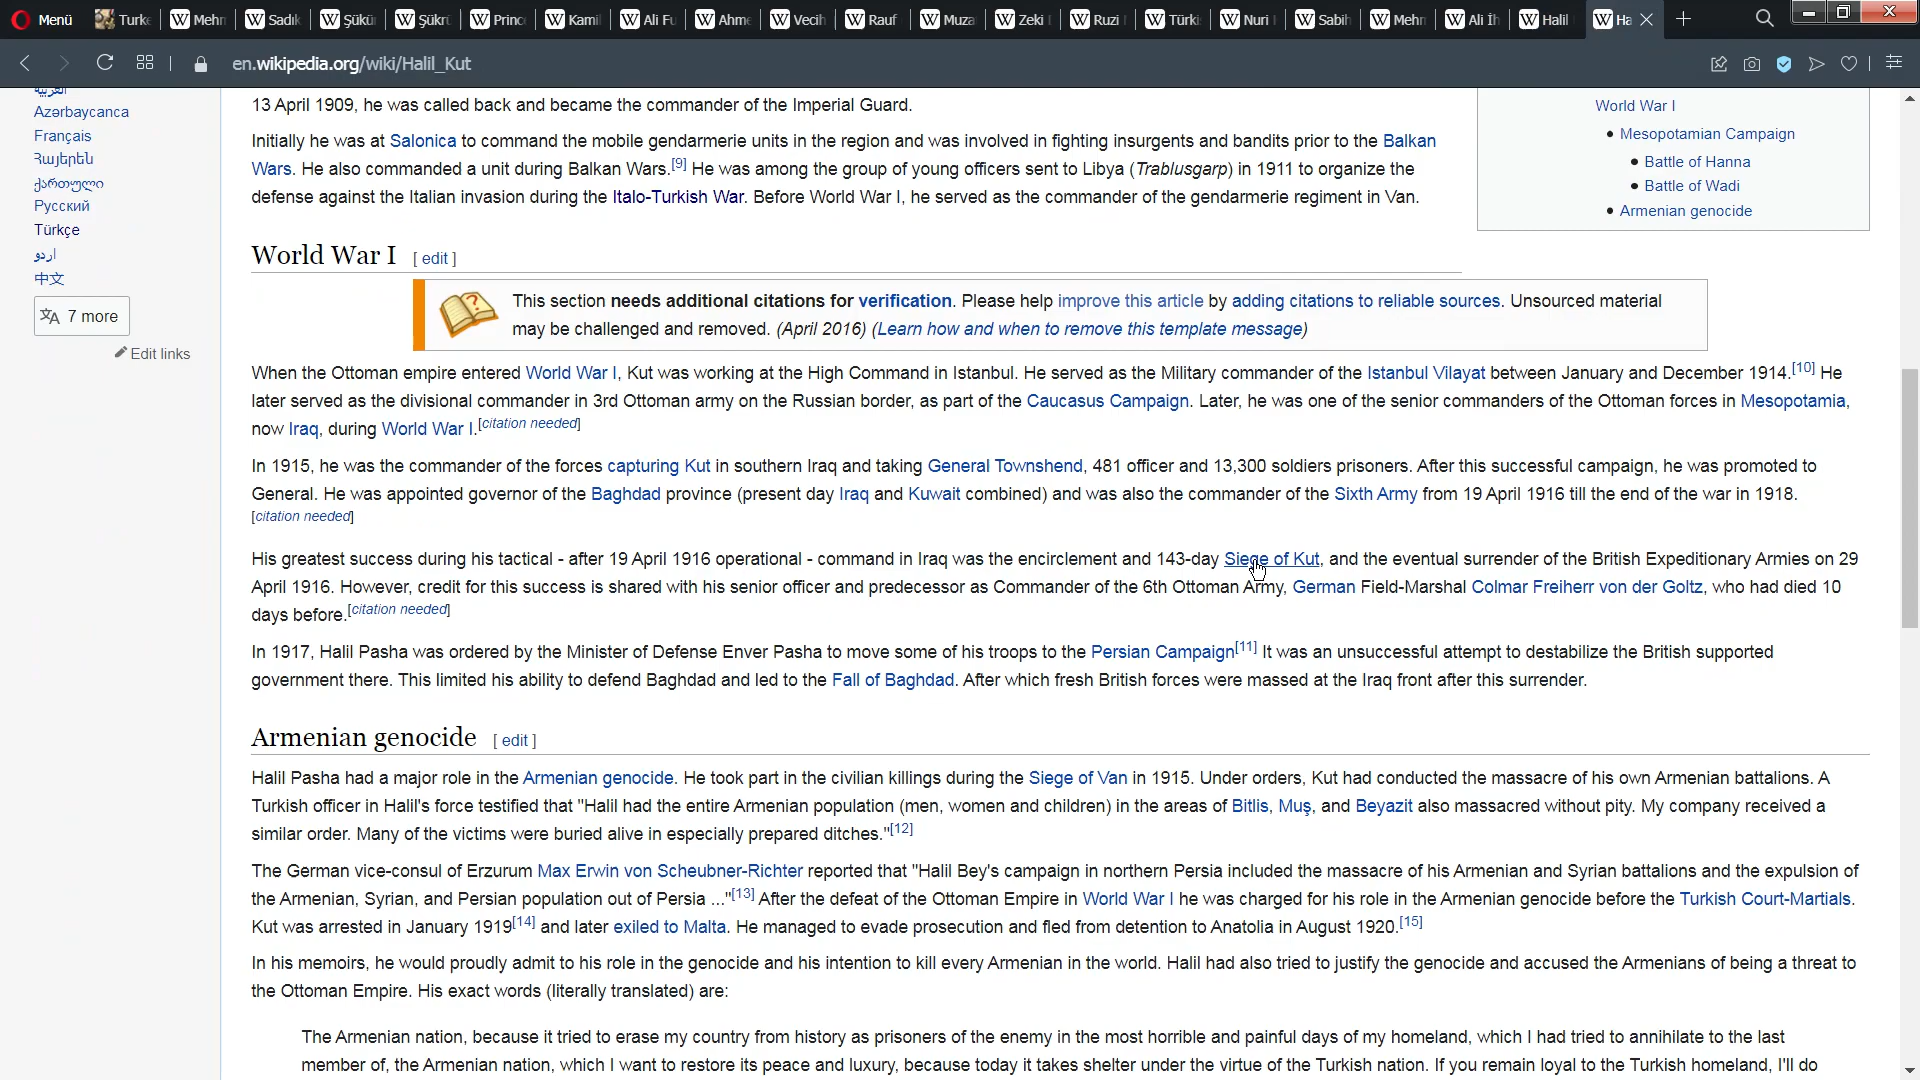 Menü Turke Mehm Sadık Şükür Şükrü Princ Kamil Ali Fu Ahme Vecih Rauf Muza Zeki Ruzi Türki Nuri Sabih Mehm Ali İh Halil Ha
en.wikipedia.org/wiki/Halil_Kut
العربية
Azərbaycanca
Français
Հայերեն
ქართული
Русский
Türkçe
اردو
中文
7 more
Edit links
13 April 1909, he was called back and became the commander of the Imperial Guard.
Initially he was at Salonica to command the mobile gendarmerie units in the region and was involved in fighting insurgents and bandits prior to the Balkan
Wars. He also commanded a unit during Balkan Wars.[9] He was among the group of young officers sent to Libya (Trablusgarp) in 1911 to organize the
defense against the Italian invasion during the Italo-Turkish War. Before World War I, he served as the commander of the gendarmerie regiment in Van.
World War I
• Mesopotamian Campaign
• Battle of Hanna
• Battle of Wadi
• Armenian genocide
World War I [ edit ]
This section needs additional citations for verification. Please help improve this article by adding citations to reliable sources. Unsourced material
may be challenged and removed. (April 2016) (Learn how and when to remove this template message)
When the Ottoman empire entered World War I, Kut was working at the High Command in Istanbul. He served as the Military commander of the Istanbul Vilayat between January and December 1914.[10] He
later served as the divisional commander in 3rd Ottoman army on the Russian border, as part of the Caucasus Campaign. Later, he was one of the senior commanders of the Ottoman forces in Mesopotamia,
now Iraq, during World War I.[citation needed]
In 1915, he was the commander of the forces capturing Kut in southern Iraq and taking General Townshend, 481 officer and 13,300 soldiers prisoners. After this successful campaign, he was promoted to
General. He was appointed governor of the Baghdad province (present day Iraq and Kuwait combined) and was also the commander of the Sixth Army from 19 April 1916 till the end of the war in 1918.
[citation needed]
His greatest success during his tactical - after 19 April 1916 operational - command in Iraq was the encirclement and 143-day Siege of Kut, and the eventual surrender of the British Expeditionary Armies on 29
April 1916. However, credit for this success is shared with his senior officer and predecessor as Commander of the 6th Ottoman Army, German Field-Marshal Colmar Freiherr von der Goltz, who had died 10
days before.[citation needed]
In 1917, Halil Pasha was ordered by the Minister of Defense Enver Pasha to move some of his troops to the Persian Campaign[11] It was an unsuccessful attempt to destabilize the British supported
government there. This limited his ability to defend Baghdad and led to the Fall of Baghdad. After which fresh British forces were massed at the Iraq front after this surrender.
Armenian genocide [ edit ]
Halil Pasha had a major role in the Armenian genocide. He took part in the civilian killings during the Siege of Van in 1915. Under orders, Kut had conducted the massacre of his own Armenian battalions. A
Turkish officer in Halil's force testified that "Halil had the entire Armenian population (men, women and children) in the areas of Bitlis, Muş, and Beyazit also massacred without pity. My company received a
similar order. Many of the victims were buried alive in especially prepared ditches."[12]
The German vice-consul of Erzurum Max Erwin von Scheubner-Richter reported that "Halil Bey's campaign in northern Persia included the massacre of his Armenian and Syrian battalions and the expulsion of
the Armenian, Syrian, and Persian population out of Persia ..."[13] After the defeat of the Ottoman Empire in World War I he was charged for his role in the Armenian genocide before the Turkish Court-Martials.
Kut was arrested in January 1919[14] and later exiled to Malta. He managed to evade prosecution and fled from detention to Anatolia in August 1920.[15]
In his memoirs, he would proudly admit to his role in the genocide and his intention to kill every Armenian in the world. Halil had also tried to justify the genocide and accused the Armenians of being a threat to
the Ottoman Empire. His exact words (literally translated) are:
The Armenian nation, because it tried to erase my country from history as prisoners of the enemy in the most horrible and painful days of my homeland, which I had tried to annihilate to the last
member of, the Armenian nation, which I want to restore its peace and luxury, because today it takes shelter under the virtue of the Turkish nation. If you remain loyal to the Turkish homeland, I'll do